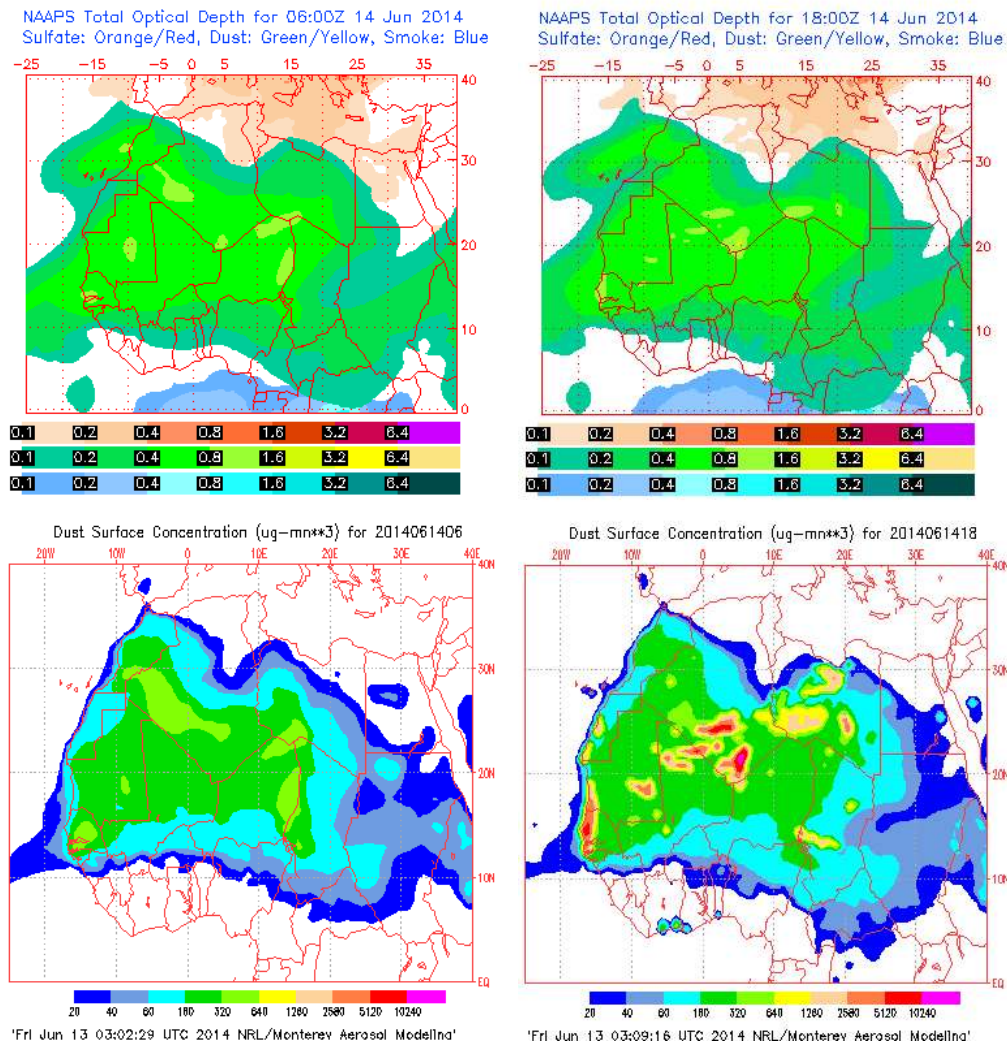 NAAPS Total Optical Depth for 06:00Z 14 Jun 2014
Sulfate: Orange/Red, Dust: Green/Yellow, Smoke: Blue
-25 -15 -5 0 5 15 25 35 40
30
20
10
0
0.1 0.2 0.4 0.8 1.6 3.2 6.4
0.1 0.2 0.4 0.8 1.6 3.2 6.4
0.1 0.2 0.4 0.8 1.6 3.2 6.4
NAAPS Total Optical Depth for 18:00Z 14 Jun 2014
Sulfate: Orange/Red, Dust: Green/Yellow, Smoke: Blue
-25 -15 -5 0 5 15 25 35 40
30
20
10
0
0.1 0.2 0.4 0.8 1.6 3.2 6.4
0.1 0.2 0.4 0.8 1.6 3.2 6.4
0.1 0.2 0.4 0.8 1.6 3.2 6.4
Dust Surface Concentration (ug-mn**3) for 2014061406
20W 10W 0 10E 20E 30E 40E
40N
30N
20N
10N
EQ
20 40 60 160 320 640 1260 2560 5120 10240
'Fri Jun 13 03:02:29 UTC 2014 NRL/Monterey Aerosol Modeling'
Dust Surface Concentration (ug-mn**3) for 2014061418
20W 10W 0 10E 20E 30E 40E
40N
30N
20N
10N
EQ
20 40 60 160 320 640 1260 2560 5120 10240
'Fri Jun 13 03:09:16 UTC 2014 NRL/Monterey Aerosol Modeling'